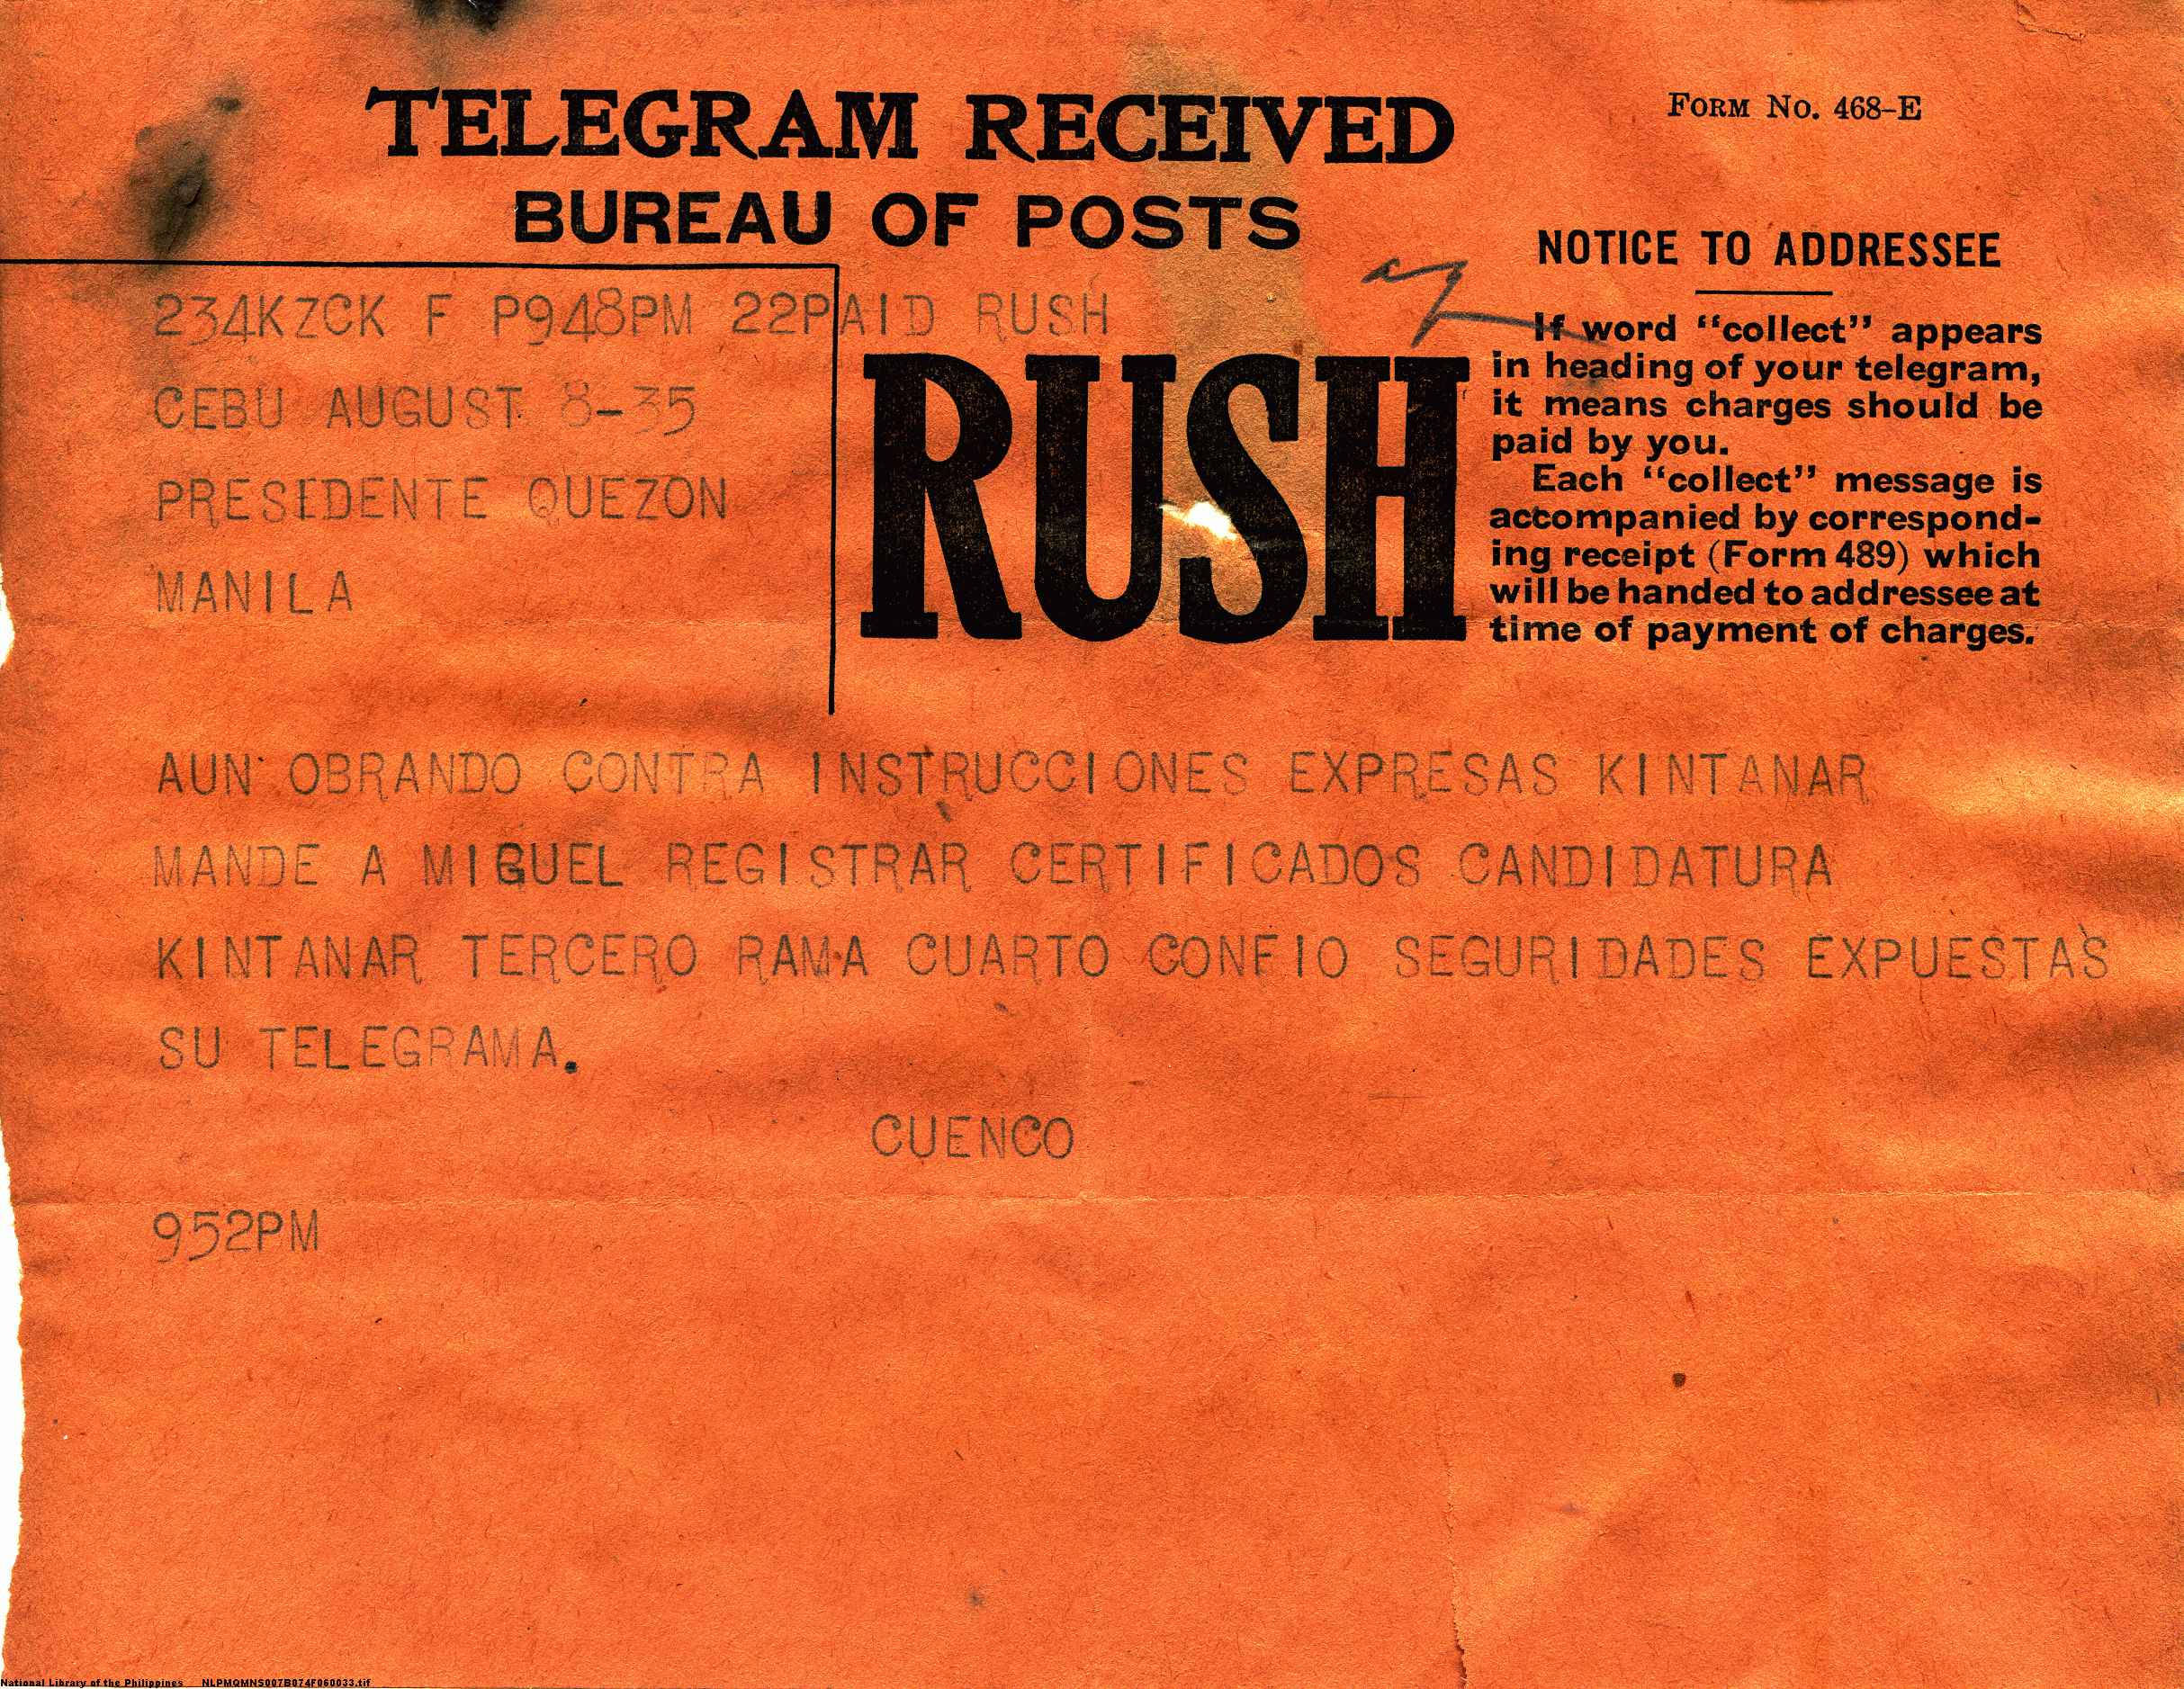 TELEGRAM RECEIVED
BUREAU OF POSTS
FORM NO. 468-E
234KZCK F P948PM 22PAID RUSH
CEBU AUGUST 8-35
PRESIDENTE QUEZON
MANILA
RUSH
NOTICE TO ADDRESSEE
If word "collect" appears
in heading of your telegram,
it means charges should be
paid by you.
Each "collect" message is
accompanied by correspond-
ing receipt (Form 489) which
will be handed to addressee at
time of payment of charges.
AUN OBRANDO CONTRA INSTRUCCIONES EXPRESAS KINTANAR
MANDE A MIGUEL REGISTRAR CERTIFICADOS CANDIDATURA
KINTANAR TERCERO RAMA CUARTO CONFIO SEGURIDADES EXPUESTAS
SU TELEGRAMA.
CUENCO
952PM
National Library of the Philippines NLPMQMNS007B074F060033.tif